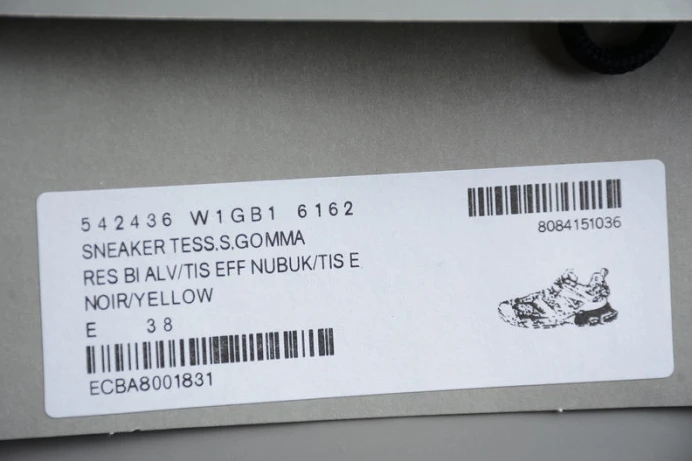 542436 W1GB1 6162
8084151036
SNEAKER TESS.S.GOMMA
RES BI ALV/TIS EFF NUBUK/TIS E
NOIR/YELLOW
E 38
ECBA8001831